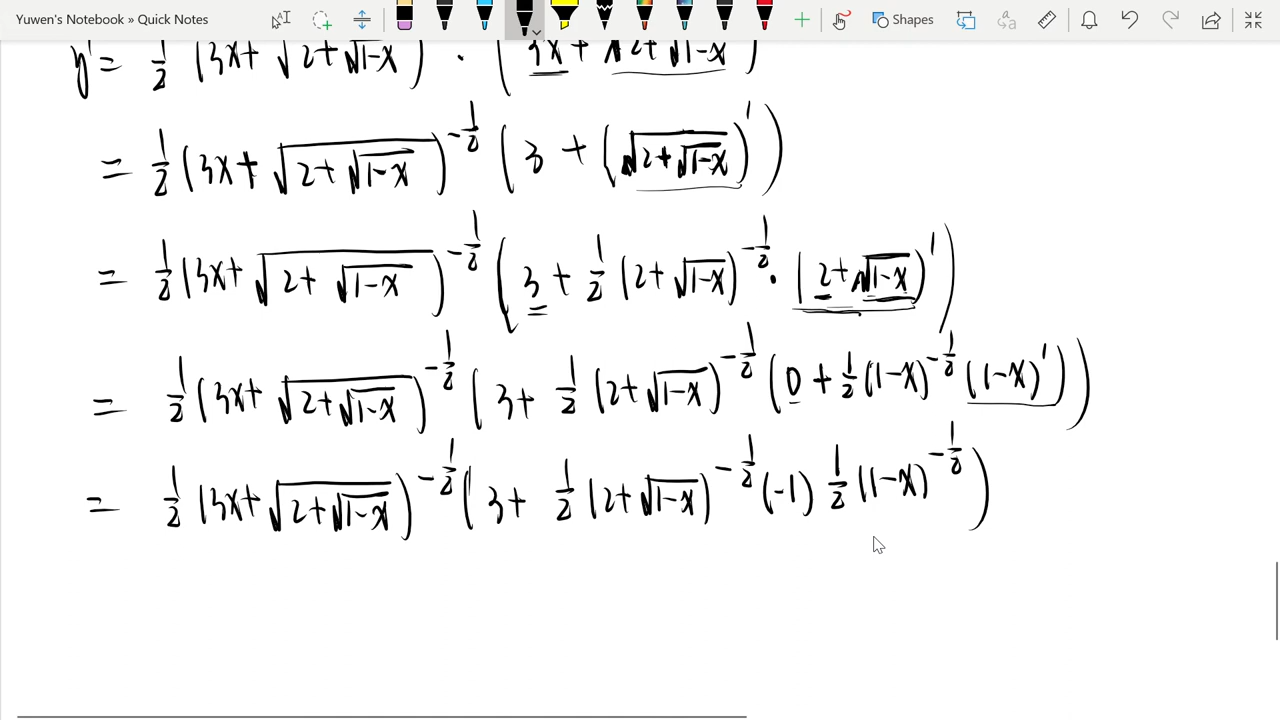 Yuwen's Notebook » Quick Notes
Shapes
y' = 1/2 (3x + √(2+√(1-x))) · (3x + √(2+√(1-x)))
= 1/2 (3x + √(2+√(1-x)))^(-1/2) (3 + (√(2+√(1-x)))')
= 1/2 (3x + √(2+√(1-x)))^(-1/2) (3 + 1/2 (2+√(1-x))^(-1/2) · (2+√(1-x))')
= 1/2 (3x + √(2+√(1-x)))^(-1/2) (3 + 1/2 (2+√(1-x))^(-1/2) (0 + 1/2 (1-x)^(-1/2) (1-x)'))
= 1/2 (3x + √(2+√(1-x)))^(-1/2) (3 + 1/2 (2+√(1-x))^(-1/2) (-1) 1/2 (1-x)^(-1/2))